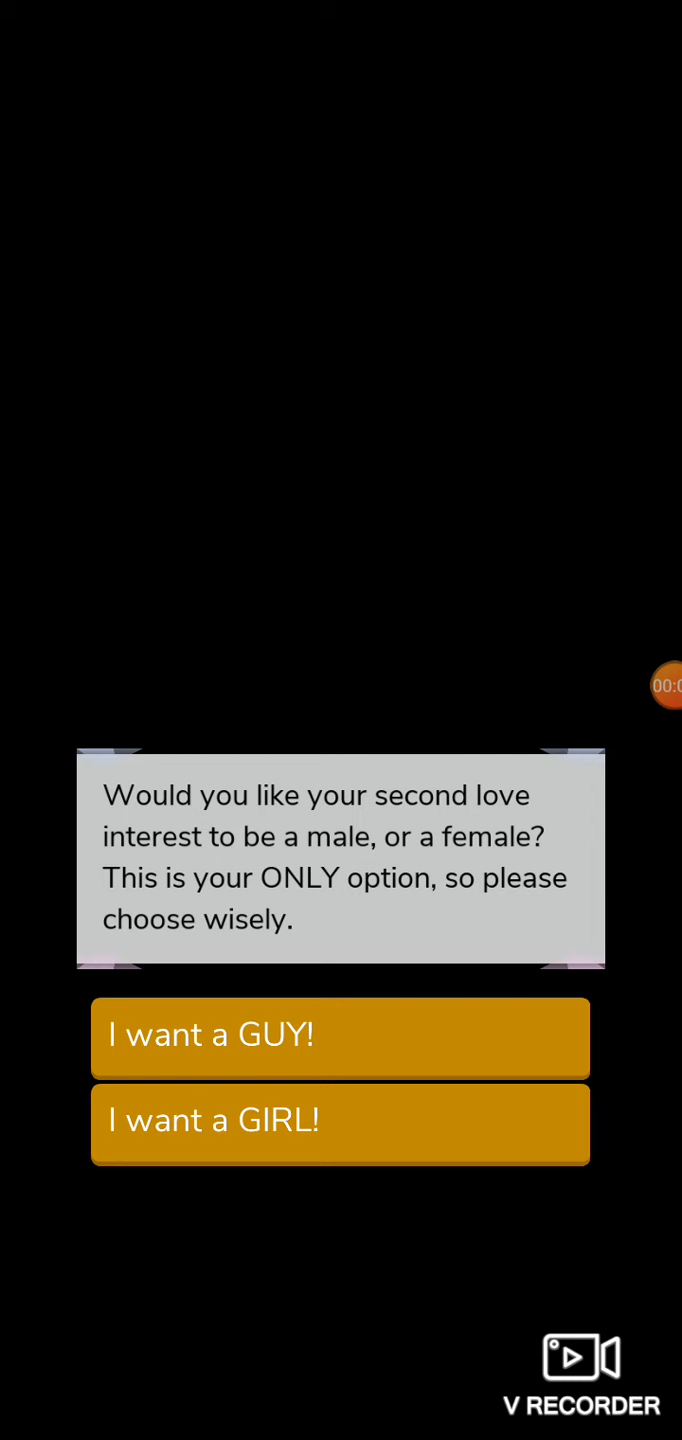 Would you like your second love
interest to be a male, or a female?
This is your ONLY option, so please
choose wisely.
I want a GUY!
I want a GIRL!
V RECORDER